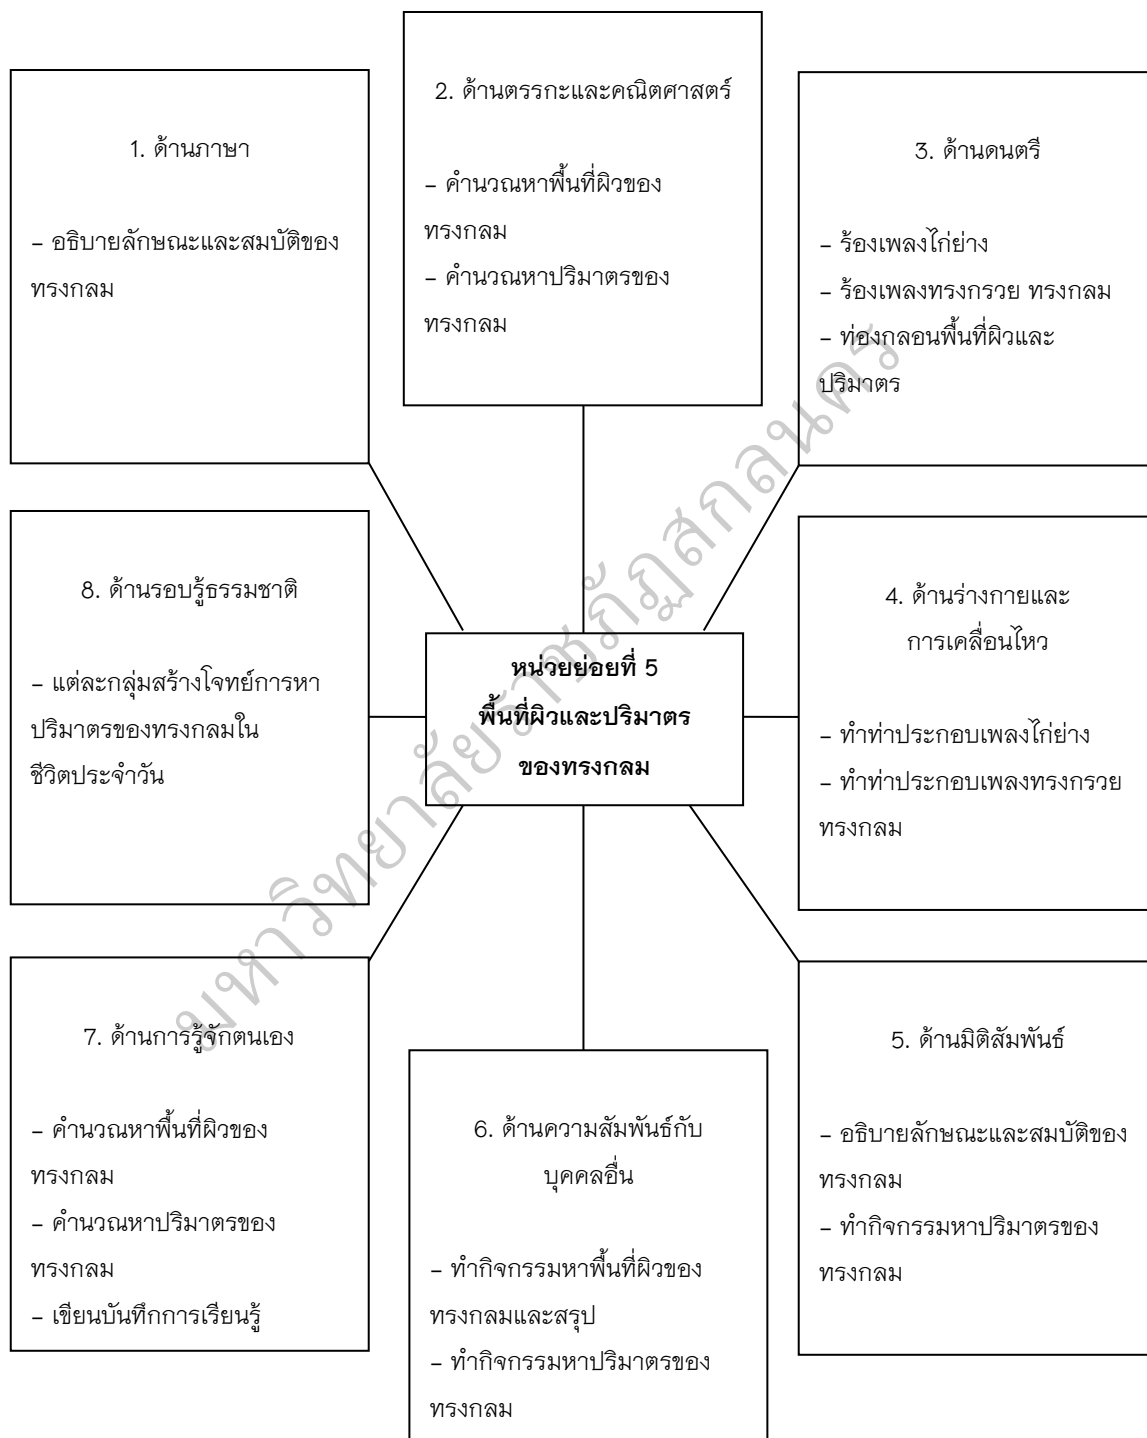 1. ด้านภาษา
– อธิบายลักษณะและสมบัติของ
ทรงกลม
2. ด้านตรรกะและคณิตศาสตร์
– คำนวณหาพื้นที่ผิวของ
ทรงกลม
– คำนวณหาปริมาตรของ
ทรงกลม
3. ด้านดนตรี
– ร้องเพลงไก่ย่าง
– ร้องเพลงทรงกรวย ทรงกลม
– ท่องกลอนพื้นที่ผิวและ
ปริมาตร
8. ด้านรอบรู้ธรรมชาติ
– แต่ละกลุ่มสร้างโจทย์การหา
ปริมาตรของทรงกลมใน
ชีวิตประจำวัน
หน่วยย่อยที่ 5
พื้นที่ผิวและปริมาตร
ของทรงกลม
4. ด้านร่างกายและ
การเคลื่อนไหว
– ทำท่าประกอบเพลงไก่ย่าง
– ทำท่าประกอบเพลงทรงกรวย
ทรงกลม
7. ด้านการรู้จักตนเอง
– คำนวณหาพื้นที่ผิวของ
ทรงกลม
– คำนวณหาปริมาตรของ
ทรงกลม
– เขียนบันทึกการเรียนรู้
6. ด้านความสัมพันธ์กับ
บุคคลอื่น
– ทำกิจกรรมหาพื้นที่ผิวของ
ทรงกลมและสรุป
– ทำกิจกรรมหาปริมาตรของ
ทรงกลม
5. ด้านมิติสัมพันธ์
– อธิบายลักษณะและสมบัติของ
ทรงกลม
– ทำกิจกรรมหาปริมาตรของ
ทรงกลม
มหาวิทยาลัยราชภัฏสกลนคร